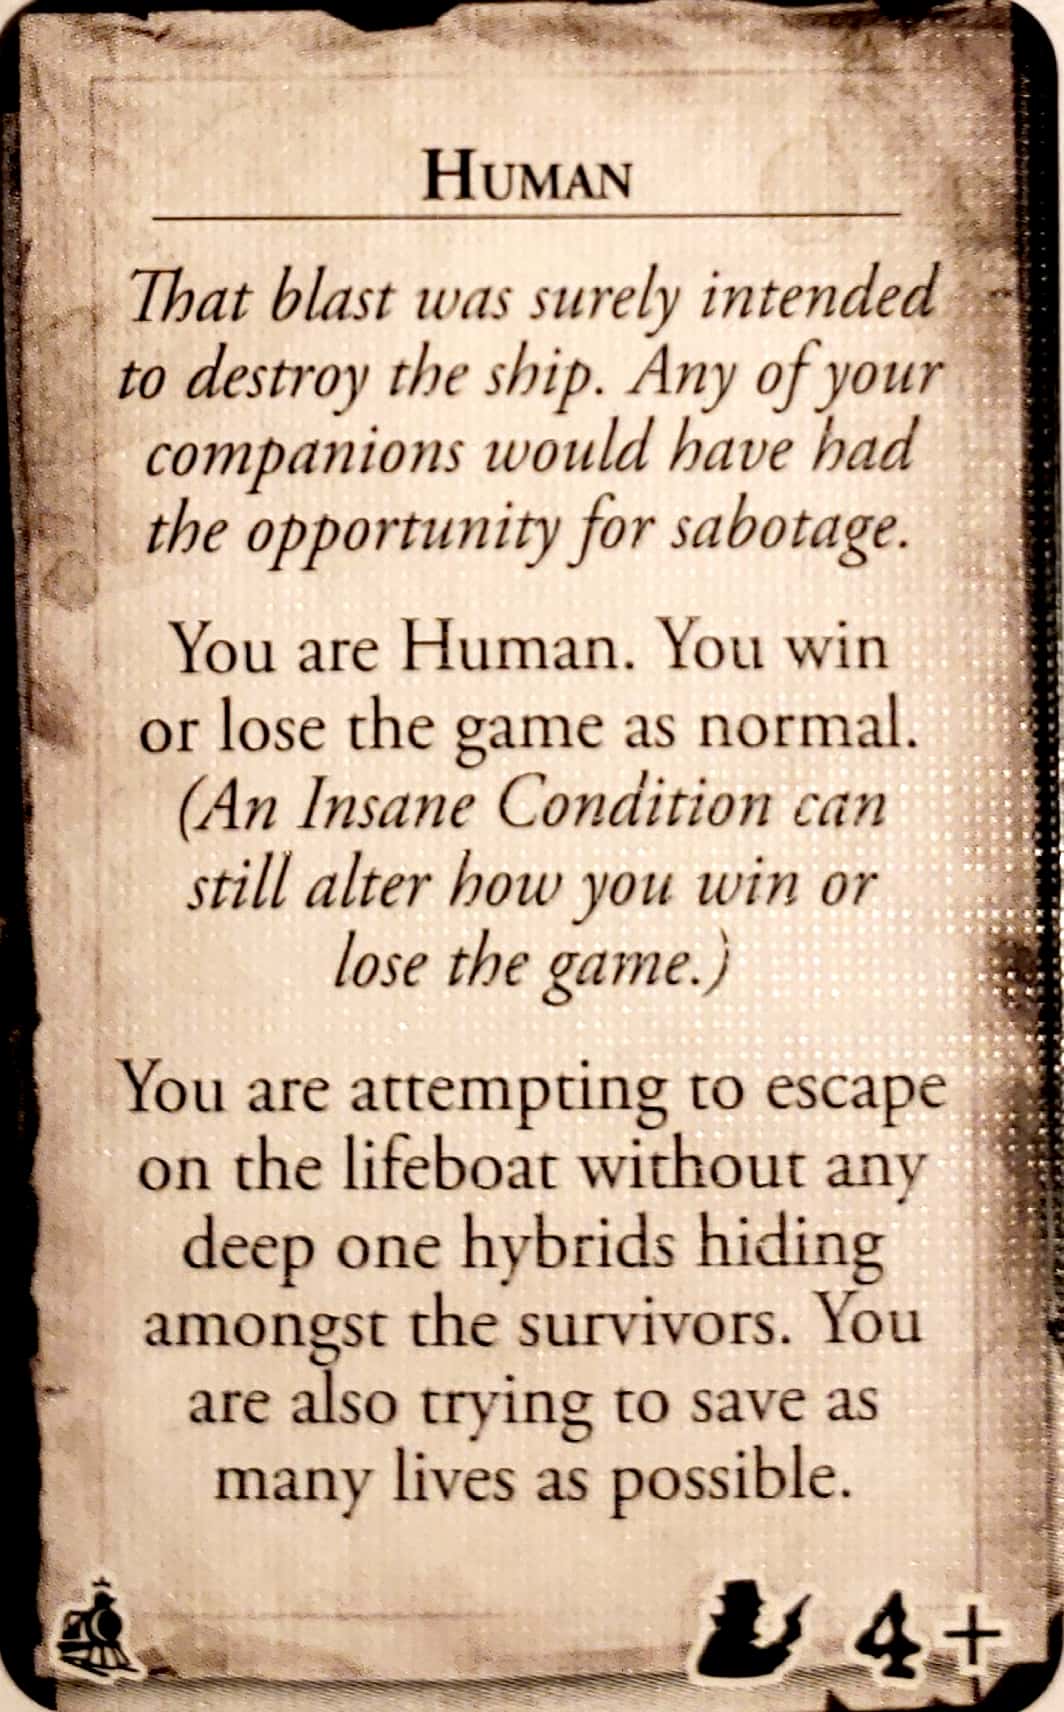 Human
That blast was surely intended
to destroy the ship. Any of your
companions would have had
the opportunity for sabotage.
You are Human. You win
or lose the game as normal.
(An Insane Condition can
still alter how you win or
lose the game.)
You are attempting to escape
on the lifeboat without any
deep one hybrids hiding
amongst the survivors. You
are also trying to save as
many lives as possible.
4+